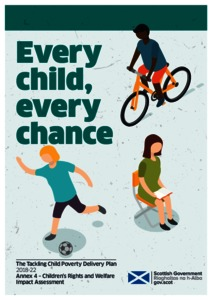 Every
child,
every
chance
The Tackling Child Poverty Delivery Plan
2018-22
Annex 4 - Children's Rights and Welfare
Impact Assessment
Scottish Government
Riaghaltas na h-Alba
gov.scot